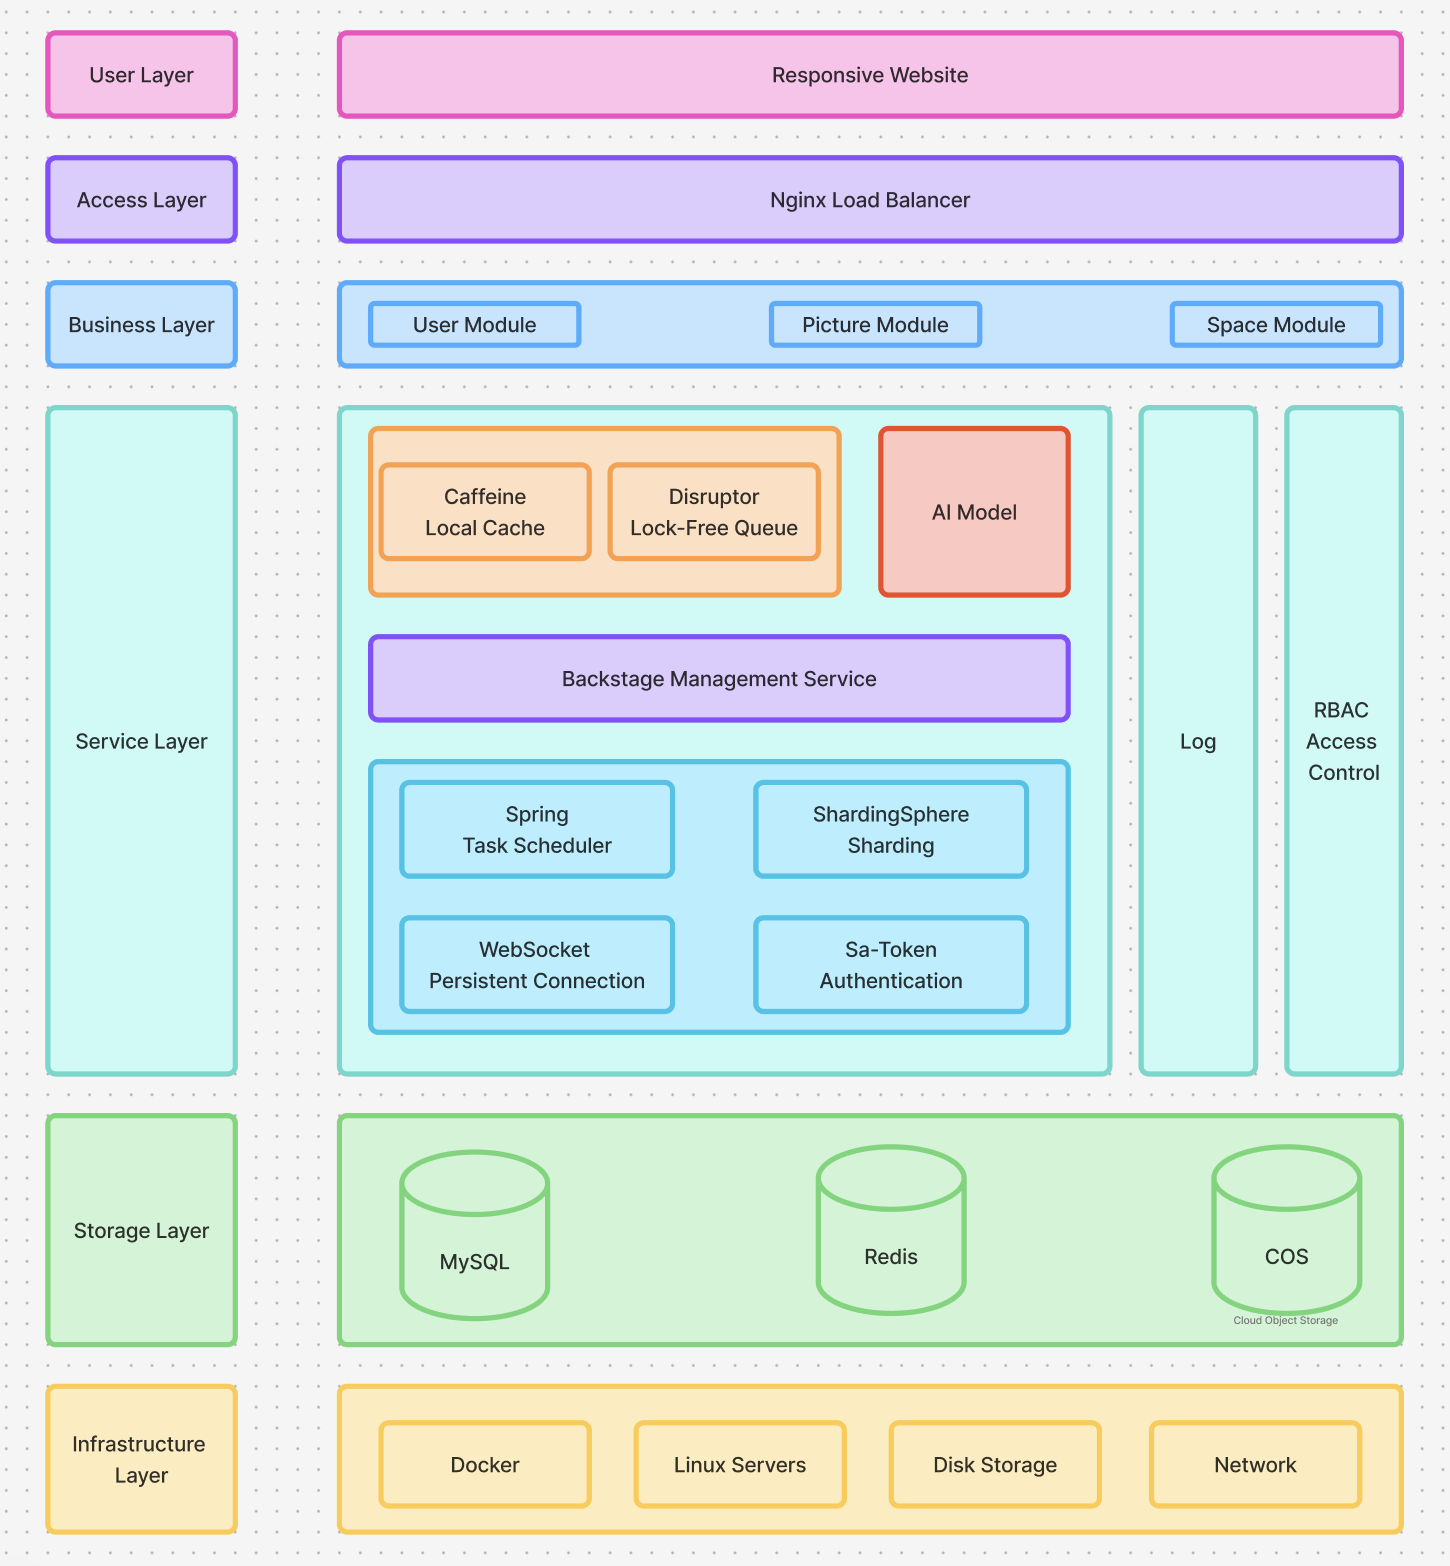 User Layer
Responsive Website
Access Layer
Nginx Load Balancer
Business Layer
User Module
Picture Module
Space Module
Service Layer
Caffeine
Local Cache
Disruptor
Lock-Free Queue
AI Model
Backstage Management Service
Spring
Task Scheduler
ShardingSphere
Sharding
WebSocket
Persistent Connection
Sa-Token
Authentication
Log
RBAC
Access
Control
Storage Layer
MySQL
Redis
COS
Cloud Object Storage
Infrastructure
Layer
Docker
Linux Servers
Disk Storage
Network